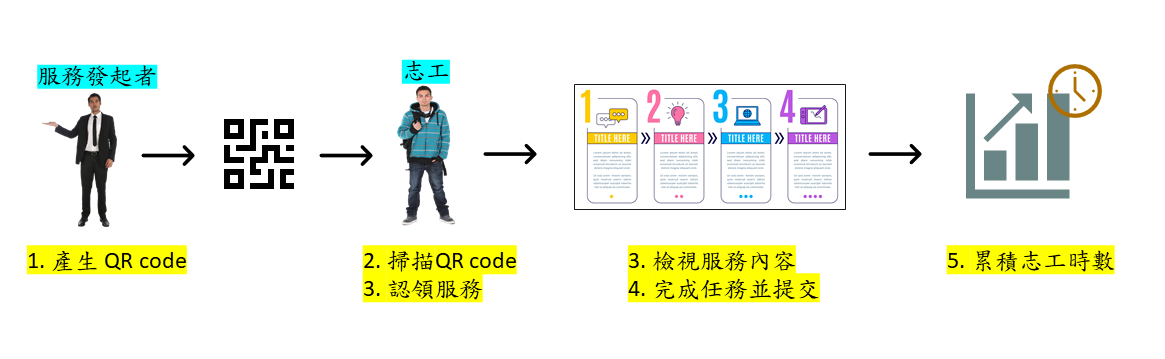 服務發起者
志工
1 2 3 4
TITLE HERE TITLE HERE TITLE HERE TITLE HERE
1. 產生 QR code
2. 掃描QR code
3. 認領服務
3. 檢視服務內容
4. 完成任務並提交
5. 累積志工時數